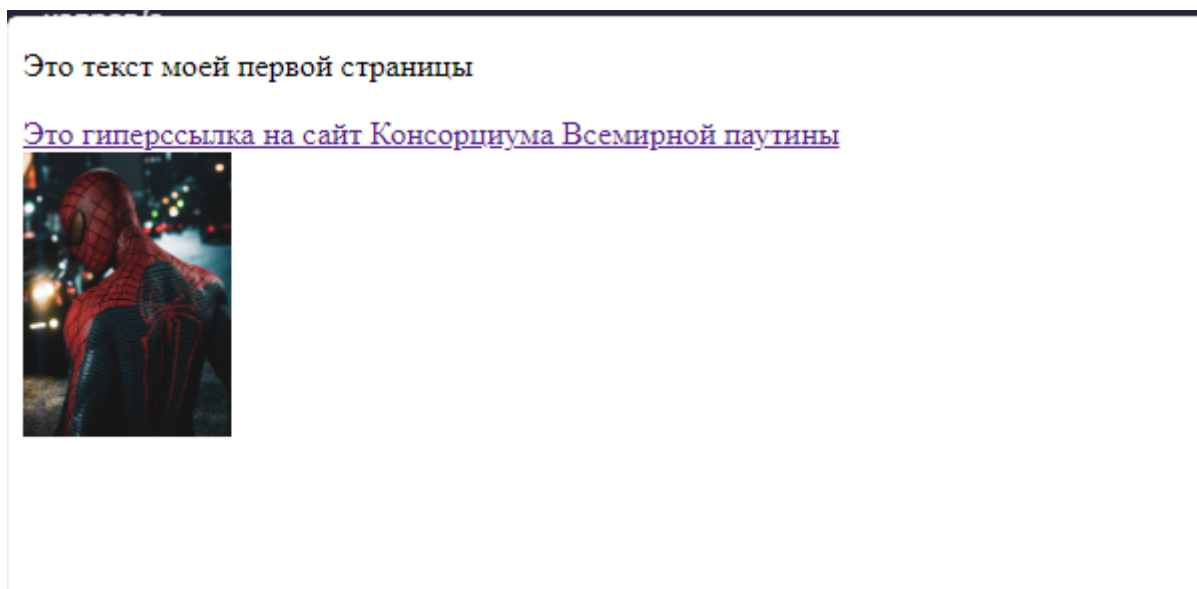 Это текст моей первой страницы
Это гиперссылка на сайт Консорциума Всемирной паутины